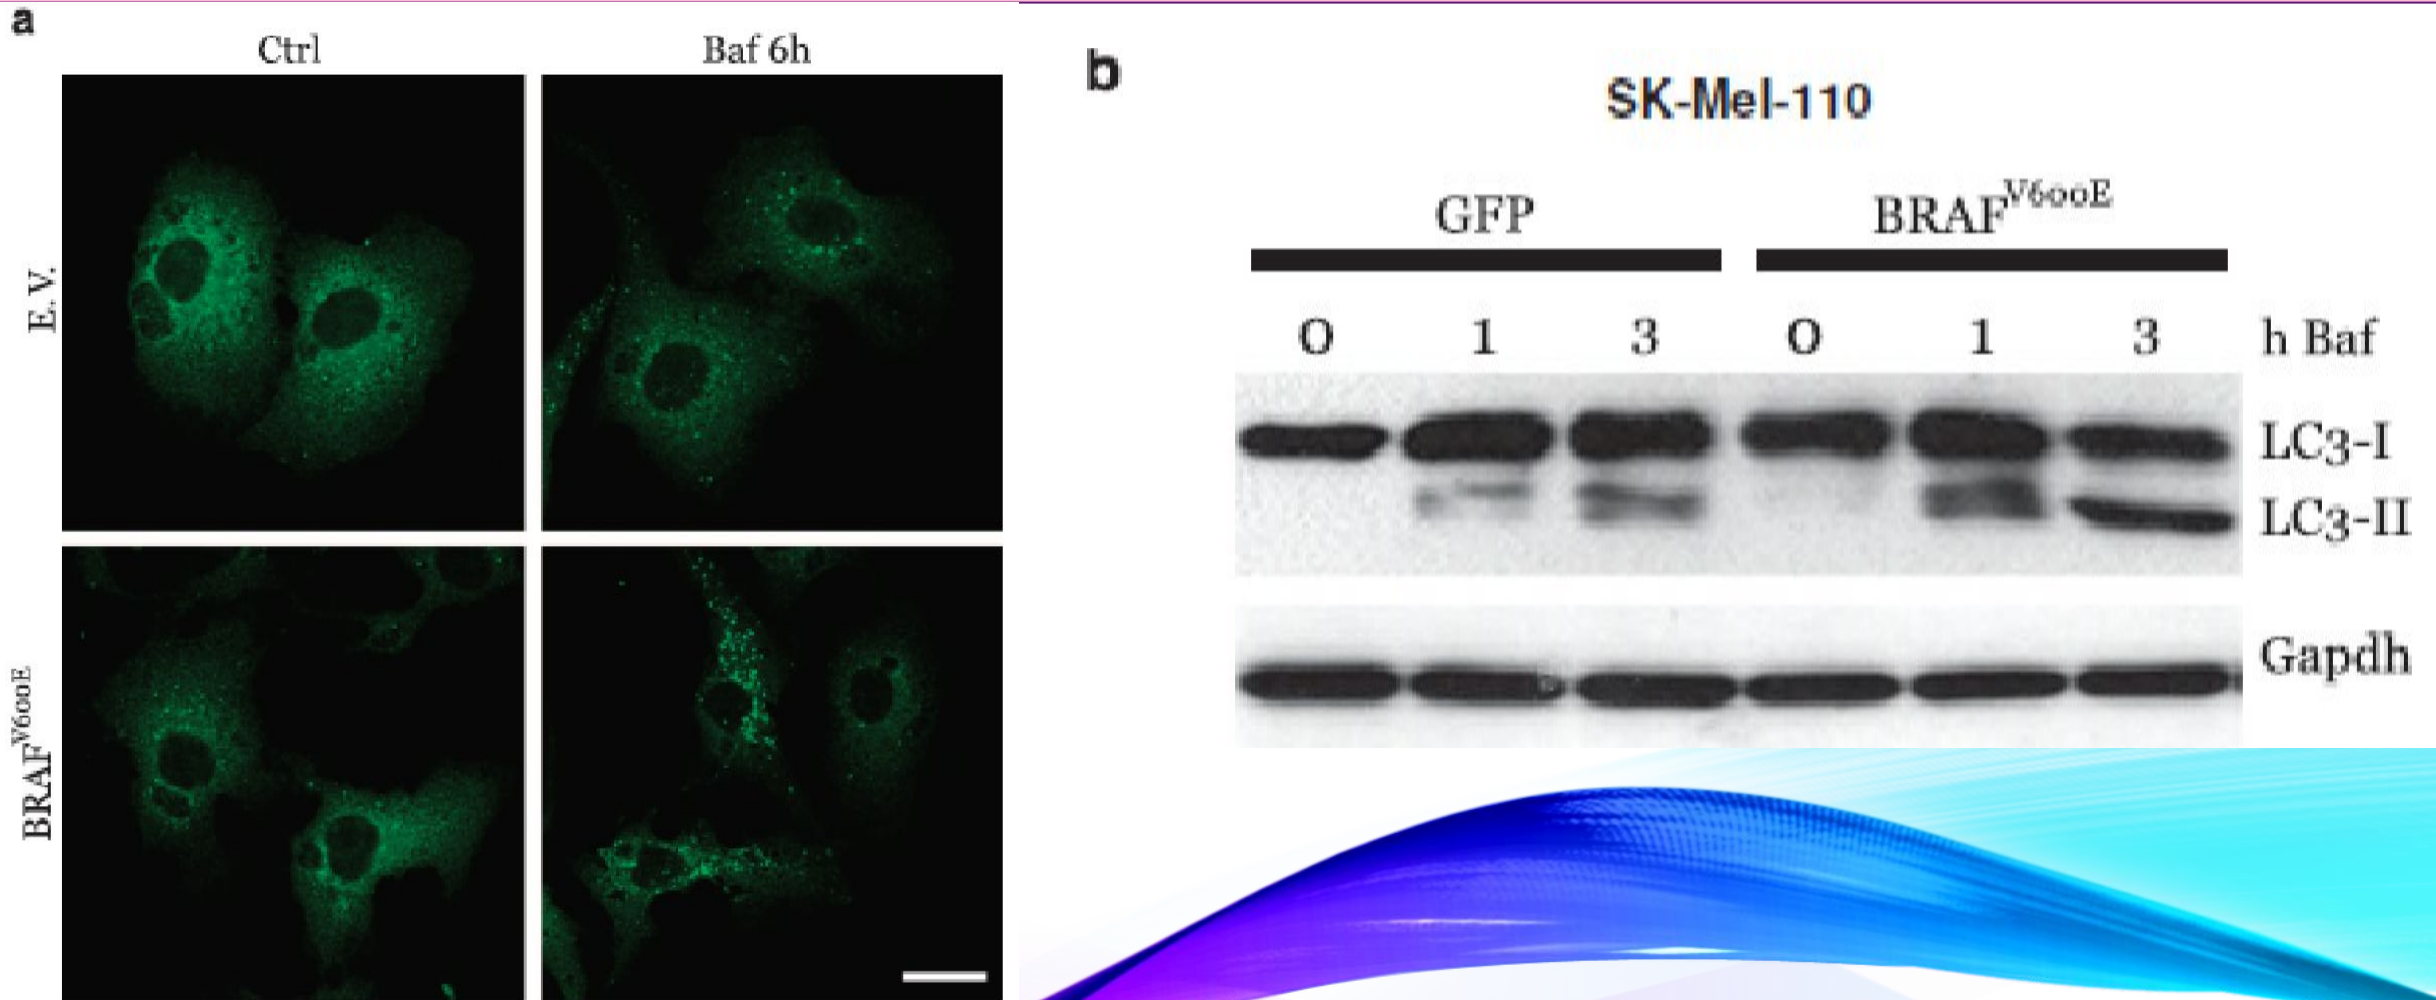 a
Ctrl
Baf 6h
E. V.
BRAFV600E
b
SK-Mel-110
GFP
BRAFV600E
0 1 3 0 1 3 h Baf
LC3-I
LC3-II
Gapdh